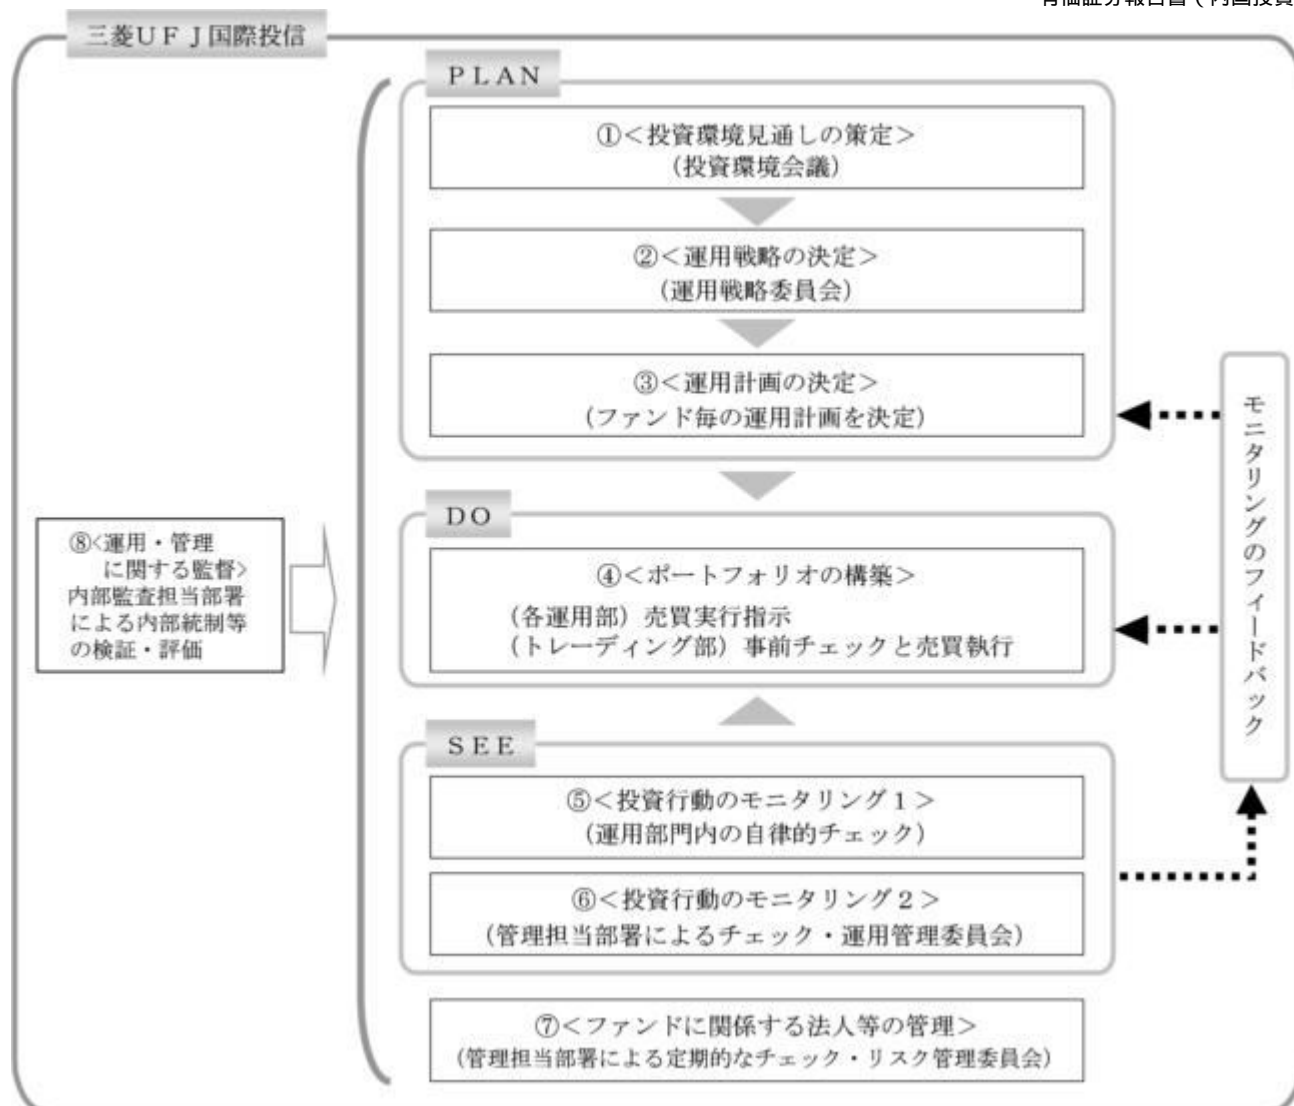 三菱ＵＦＪ国際投信
ＰＬＡＮ
①＜投資環境見通しの策定＞
（投資環境会議）
②＜運用戦略の決定＞
（運用戦略委員会）
③＜運用計画の決定＞
（ファンド毎の運用計画を決定）
ＤＯ
④＜ポートフォリオの構築＞
（各運用部）売買実行指示
（トレーディング部）事前チェックと売買執行
ＳＥＥ
⑤＜投資行動のモニタリング１＞
（運用部門内の自律的チェック）
⑥＜投資行動のモニタリング２＞
（管理担当部署によるチェック・運用管理委員会）
⑦＜ファンドに関係する法人等の管理＞
（管理担当部署による定期的なチェック・リスク管理委員会）
⑧<運用・管理
に関する監督>
内部監査担当部署
による内部統制等
の検証・評価
モニタリングのフィードバック